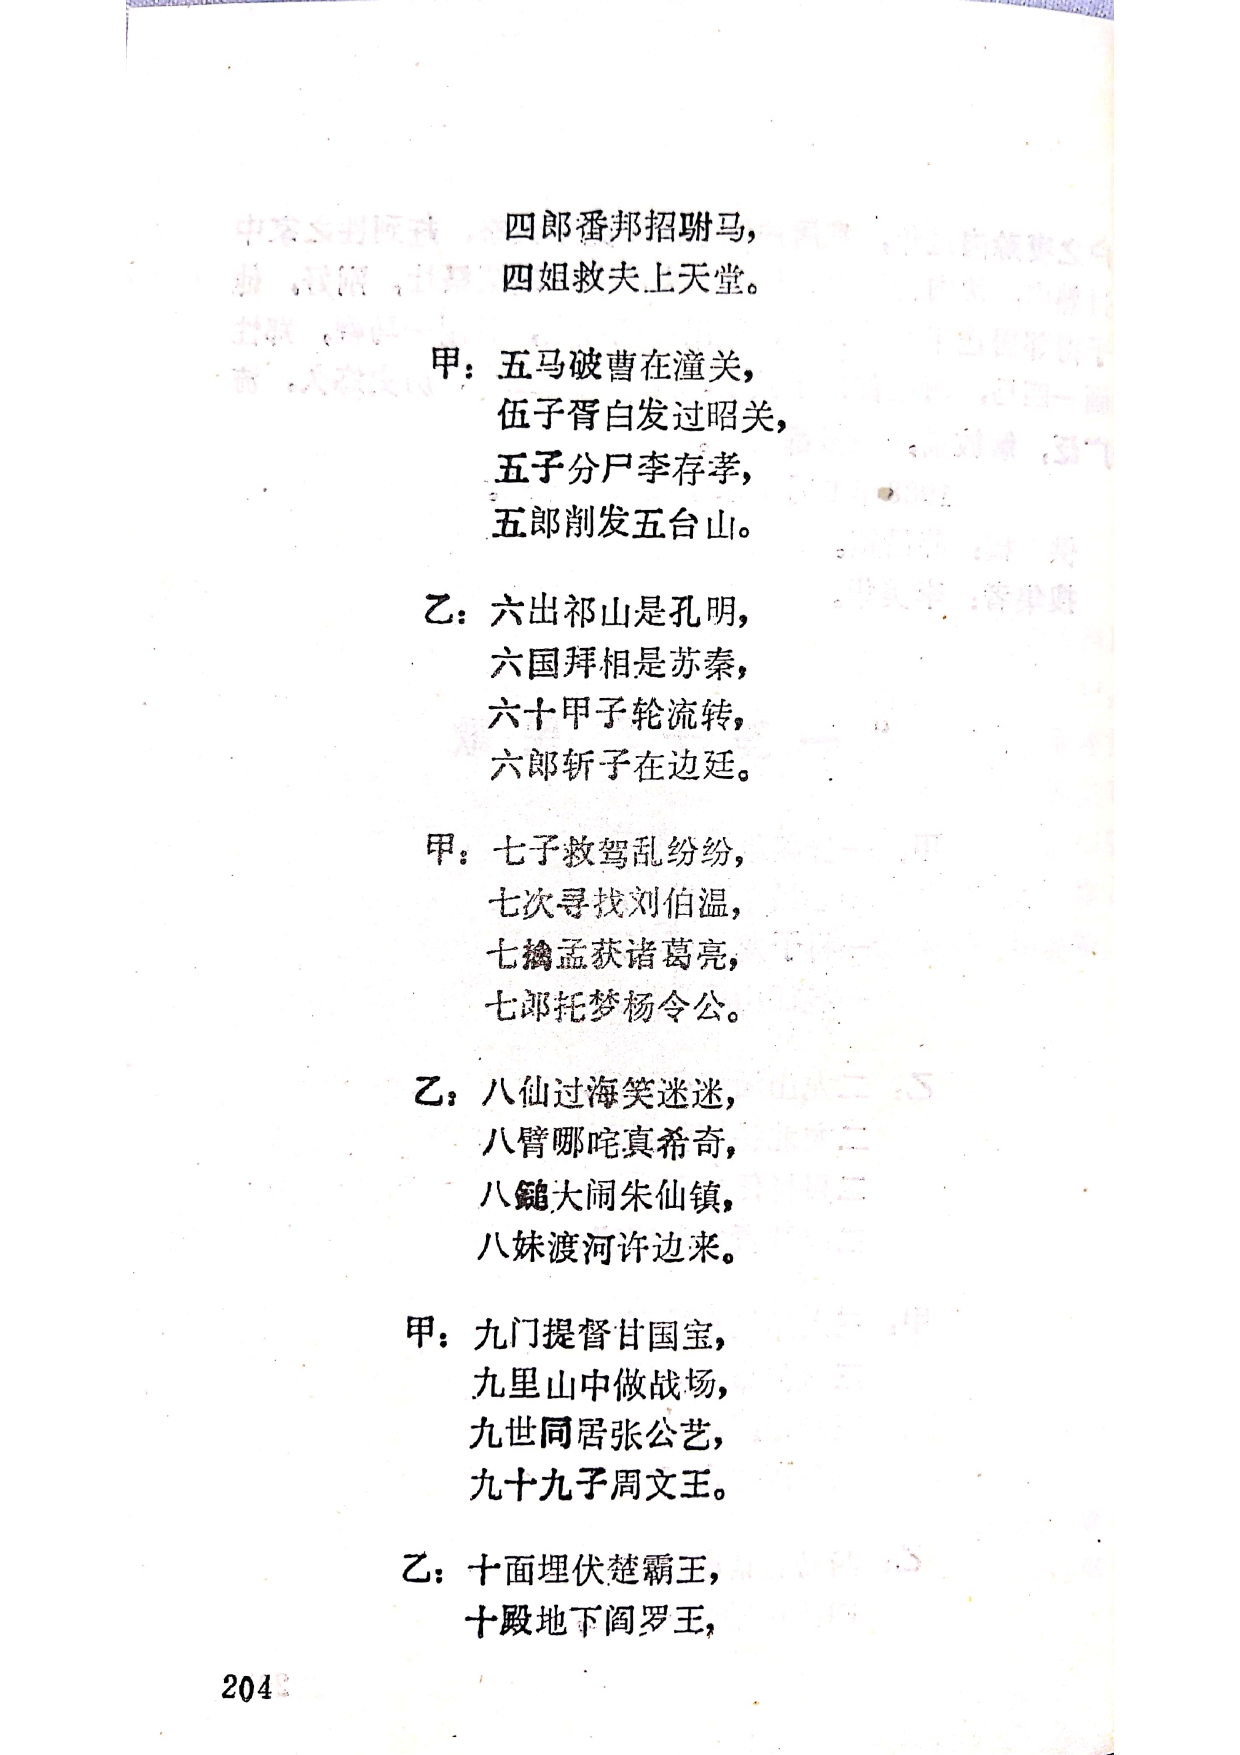 四郎番邦招驸马，
四姐救夫上天堂。
甲：五马破曹在潼关，
伍子胥白发过昭关，
五子分尸李存孝，
五郎削发五台山。
乙：六出祁山是孔明，
六国拜相是苏秦，
六十甲子轮流转，
六郎斩子在边廷。
甲：七子救驾乱纷纷，
七次寻找刘伯温，
七擒孟获诸葛亮，
七郎托梦杨令公。
乙：八仙过海笑迷迷，
八臂哪咤真希奇，
八鎚大闹朱仙镇，
八妹渡河许边来。
甲：九门提督甘国宝，
九里山中做战场，
九世同居张公艺，
九十九子周文王。
乙：十面埋伏楚霸王，
十殿地下阎罗王，
204